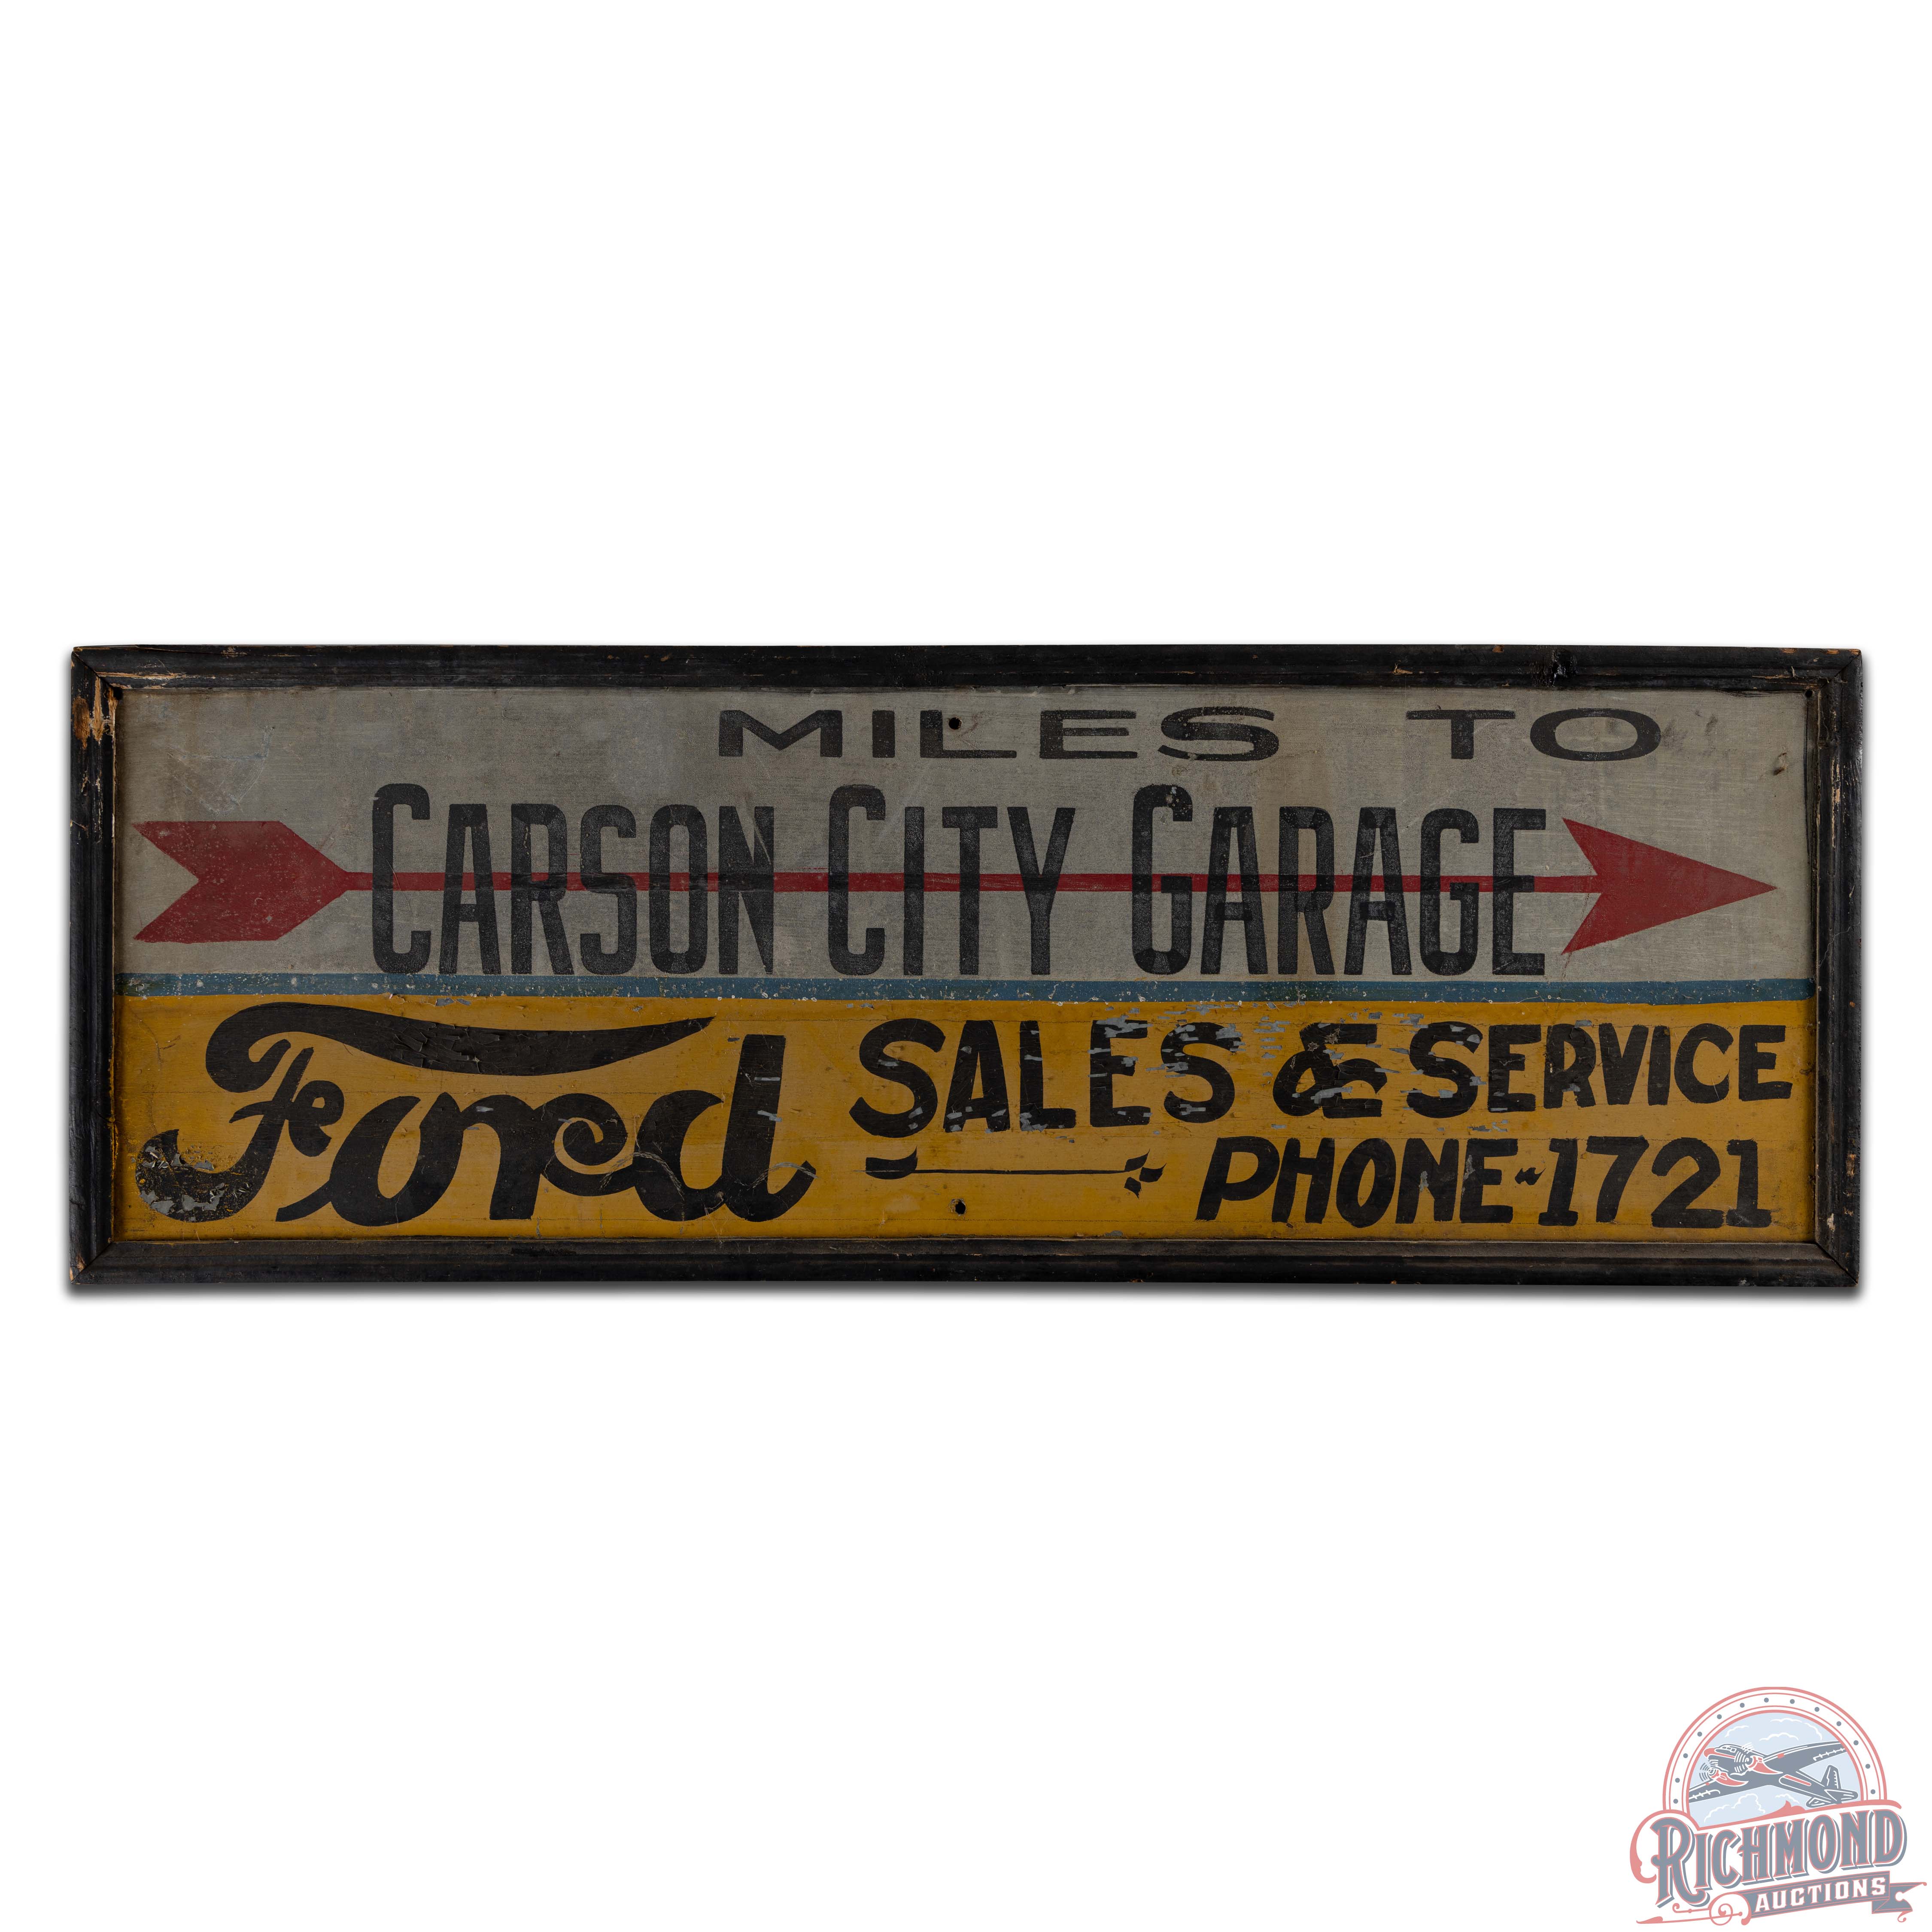 MILES TO
CARSON CITY GARAGE
Ford SALES & SERVICE
PHONE-1721
RICHMOND
AUCTIONS